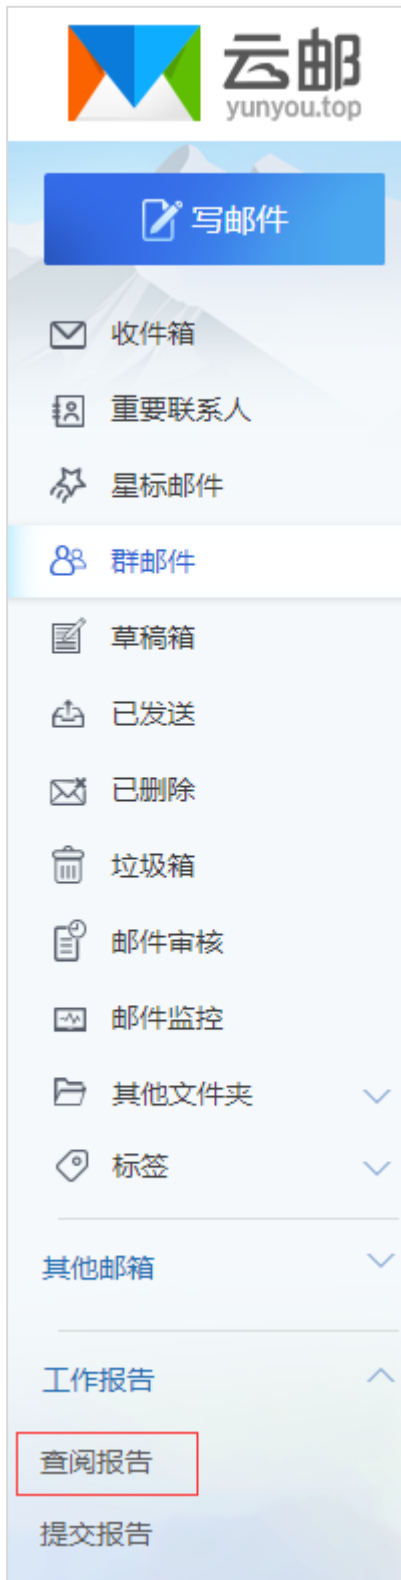 云邮
yunyou.top
写邮件
收件箱
重要联系人
星标邮件
群邮件
草稿箱
已发送
已删除
垃圾箱
邮件审核
邮件监控
其他文件夹
标签
其他邮箱
工作报告
查阅报告
提交报告